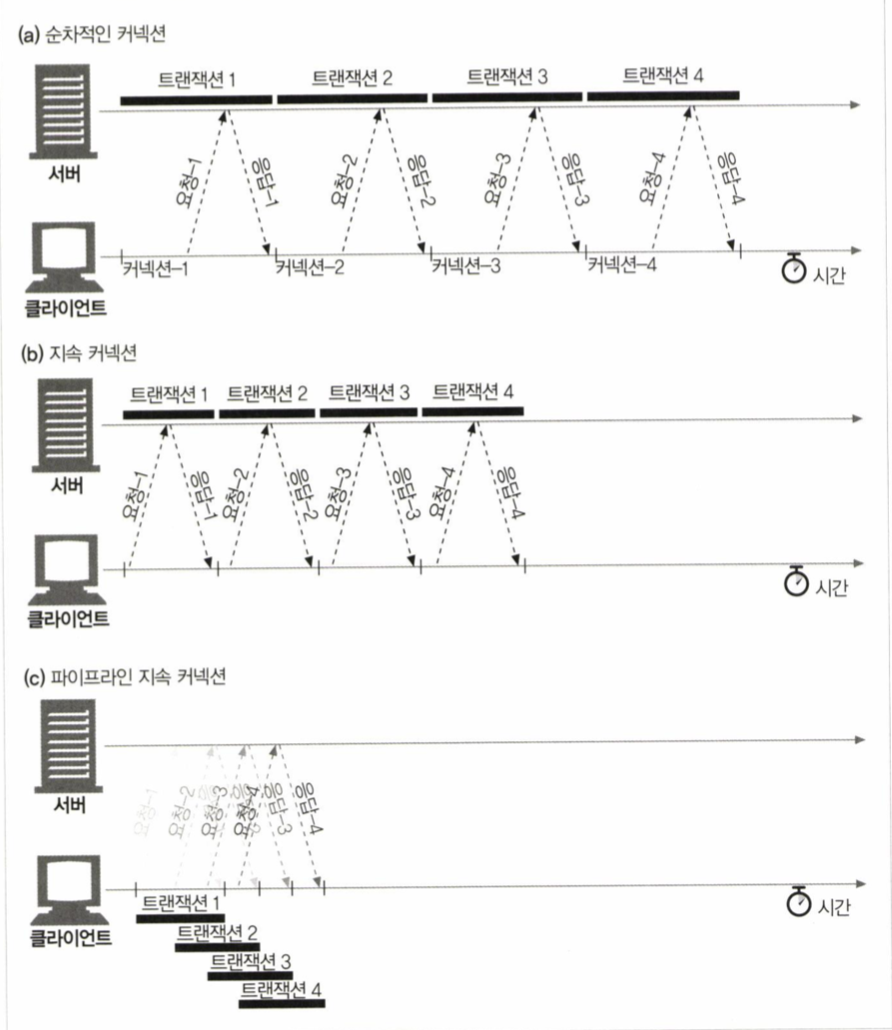 (a) 순차적인 커넥션
트랜잭션 1 트랜잭션 2 트랜잭션 3 트랜잭션 4
서버
요청-1 응답-1 요청-2 응답-2 요청-3 응답-3 요청-4 응답-4
커넥션-1 커넥션-2 커넥션-3 커넥션-4
시간
클라이언트
(b) 지속 커넥션
트랜잭션 1 트랜잭션 2 트랜잭션 3 트랜잭션 4
서버
요청-1 응답-1 요청-2 응답-2 요청-3 응답-3 요청-4 응답-4
시간
클라이언트
(c) 파이프라인 지속 커넥션
서버
요청-1 요청-2 요청-3 요청-4 응답-3 응답-4
시간
클라이언트
트랜잭션 1
트랜잭션 2
트랜잭션 3
트랜잭션 4